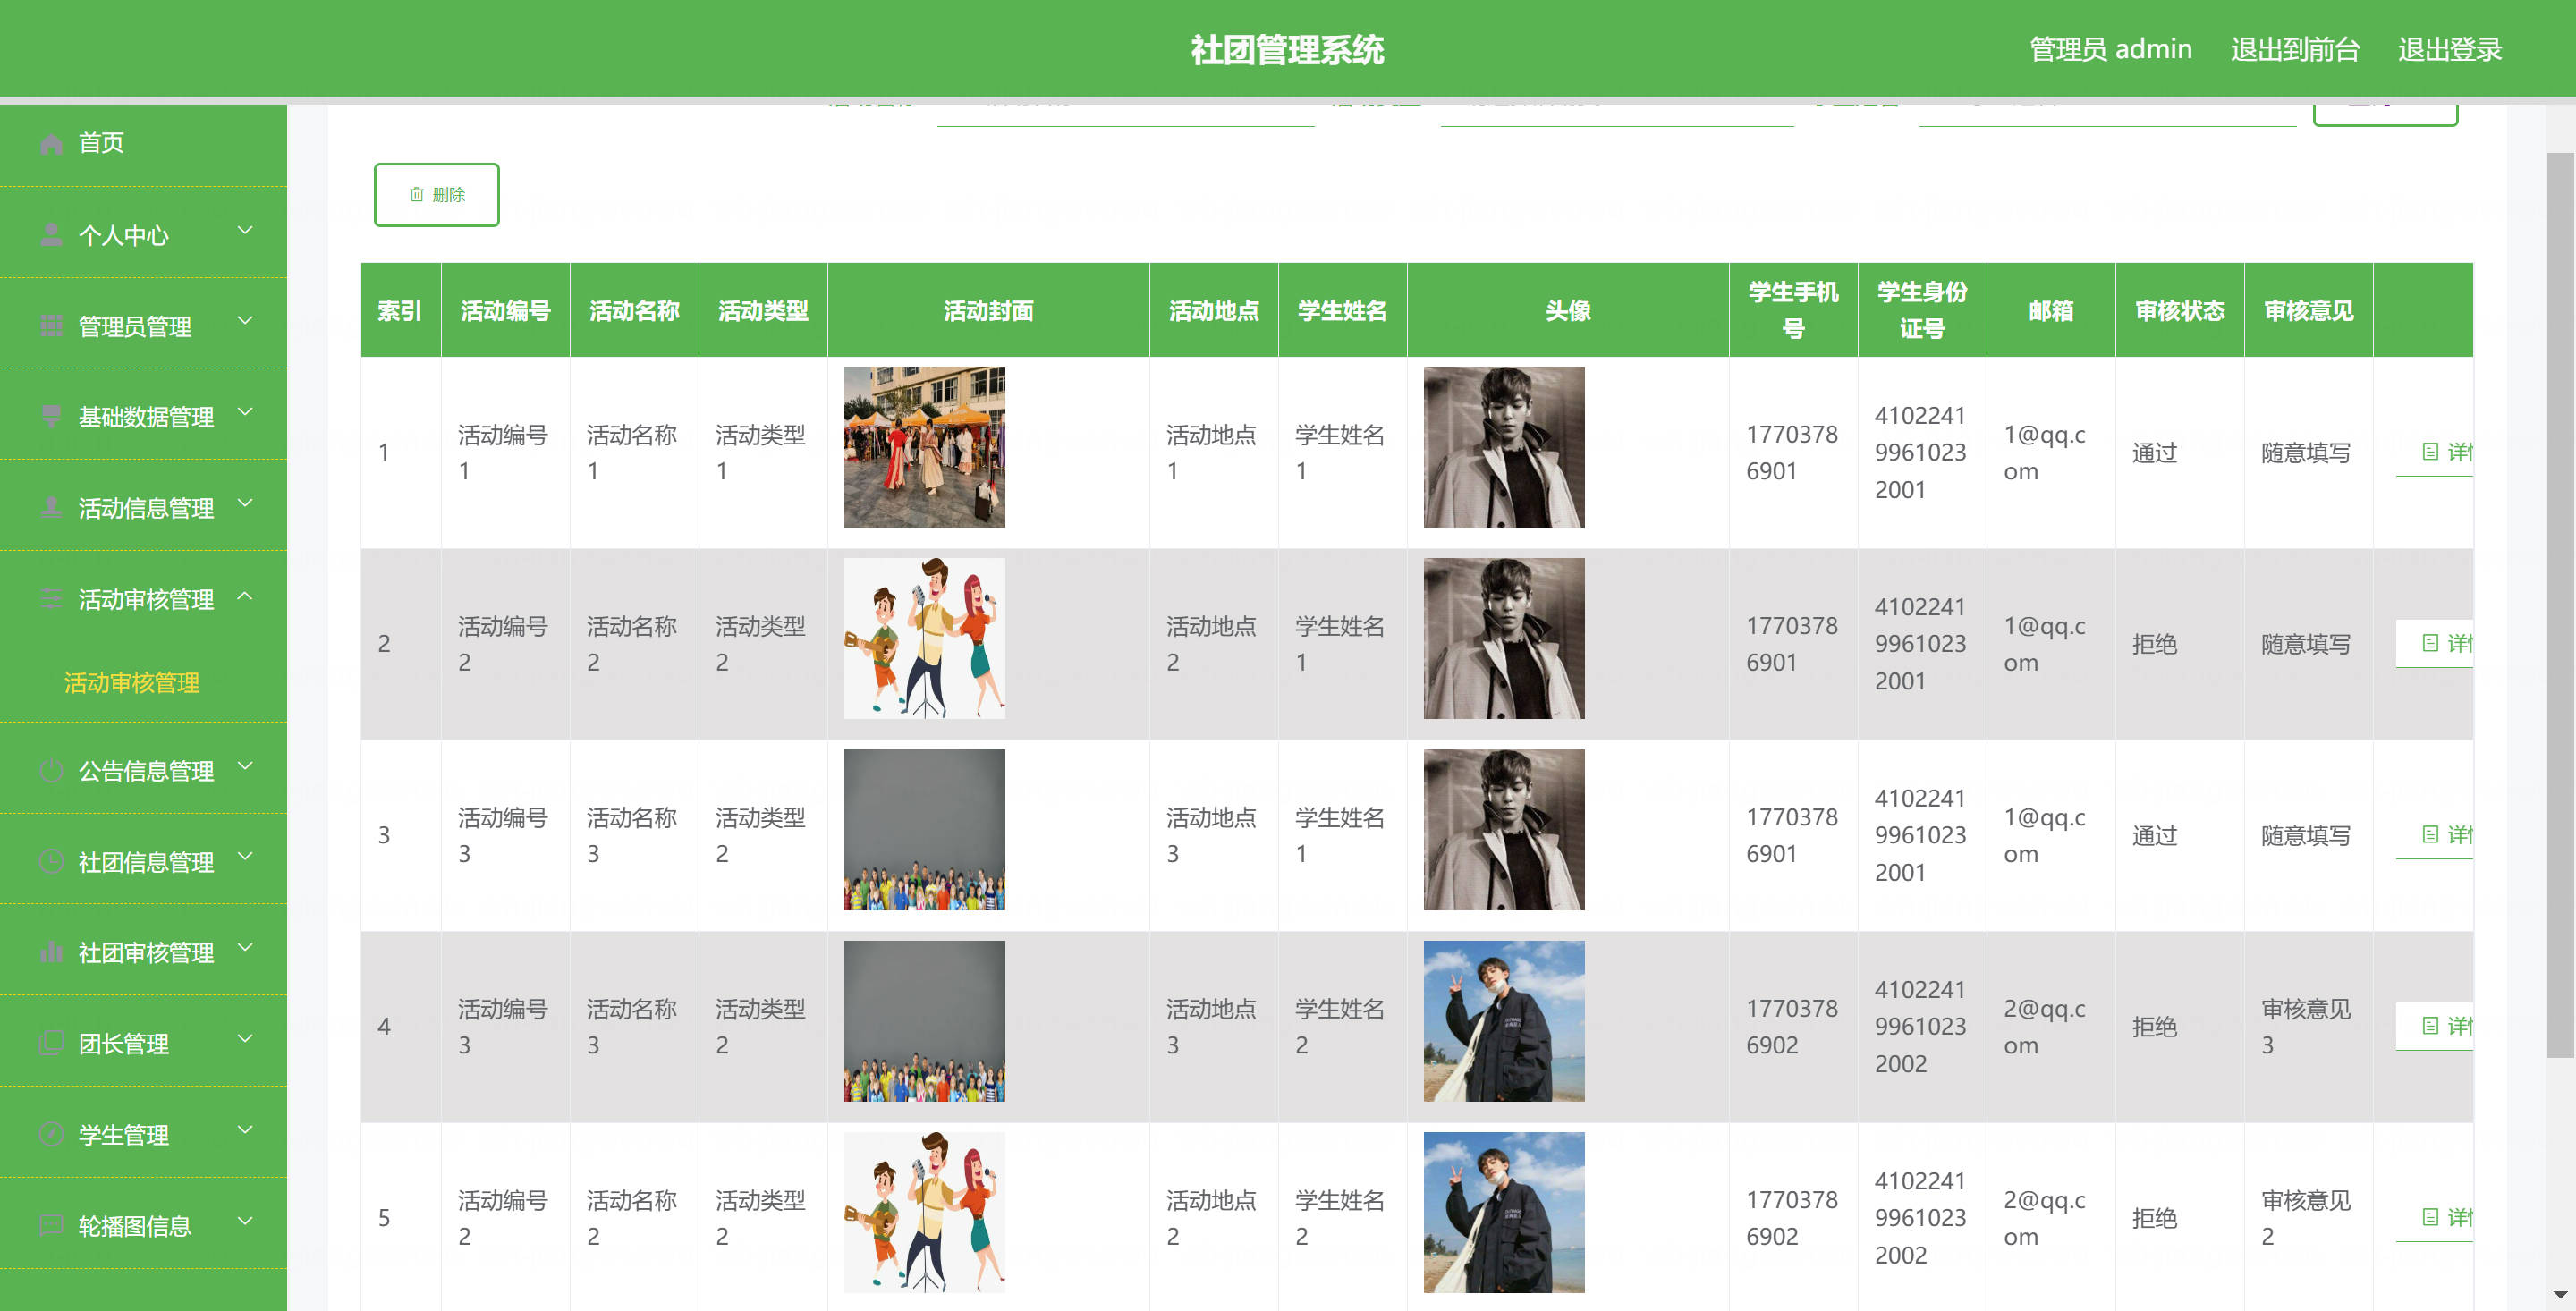 社团管理系统
管理员 admin 退出到前台 退出登录
首页
个人中心
管理员管理
基础数据管理
活动信息管理
活动审核管理
活动审核管理
公告信息管理
社团信息管理
社团审核管理
团长管理
学生管理
轮播图信息
删除
索引 活动编号 活动名称 活动类型 活动封面 活动地点 学生姓名 头像 学生手机号 学生身份证号 邮箱 审核状态 审核意见
1 活动编号1 活动名称1 活动类型1 活动地点1 学生姓名1 17703786901 410224199610232001 1@qq.com 通过 随意填写 详情
2 活动编号2 活动名称2 活动类型2 活动地点2 学生姓名1 17703786901 410224199610232001 1@qq.com 拒绝 随意填写 详情
3 活动编号3 活动名称3 活动类型2 活动地点3 学生姓名1 17703786901 410224199610232001 1@qq.com 通过 随意填写 详情
4 活动编号3 活动名称3 活动类型2 活动地点3 学生姓名2 17703786902 410224199610232002 2@qq.com 拒绝 审核意见3 详情
5 活动编号2 活动名称2 活动类型2 活动地点2 学生姓名2 17703786902 410224199610232002 2@qq.com 拒绝 审核意见2 详情